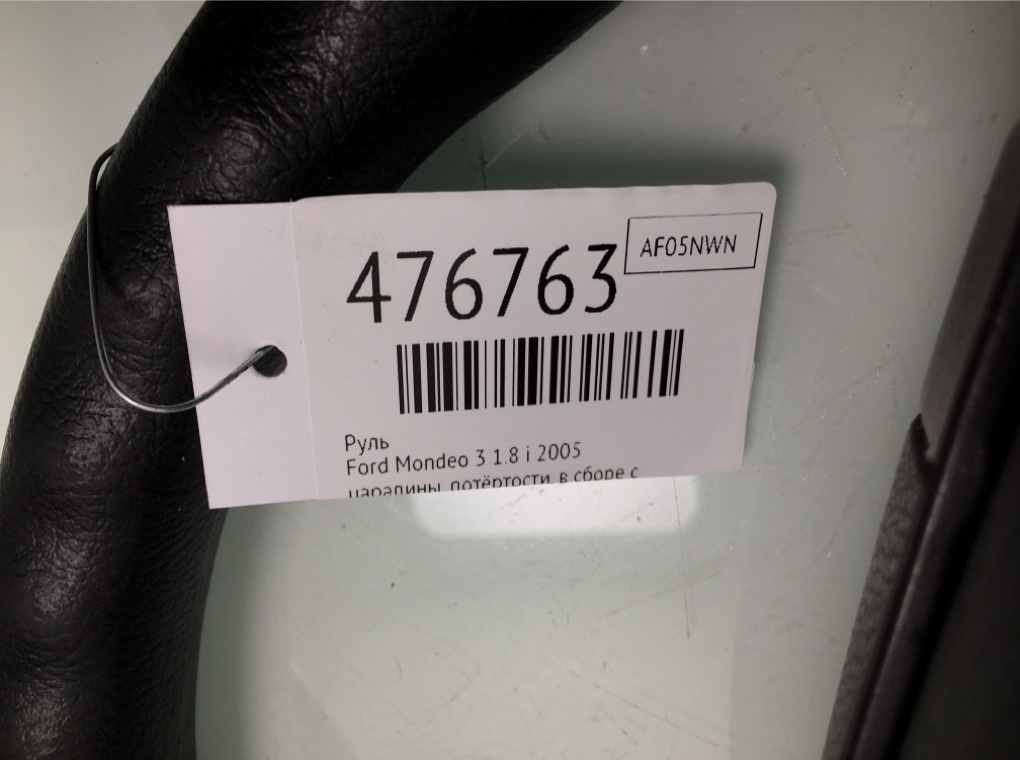 476763
AF05NWN
Руль
Ford Mondeo 3 1.8 i 2005
царапины, потёртости, в сборе с